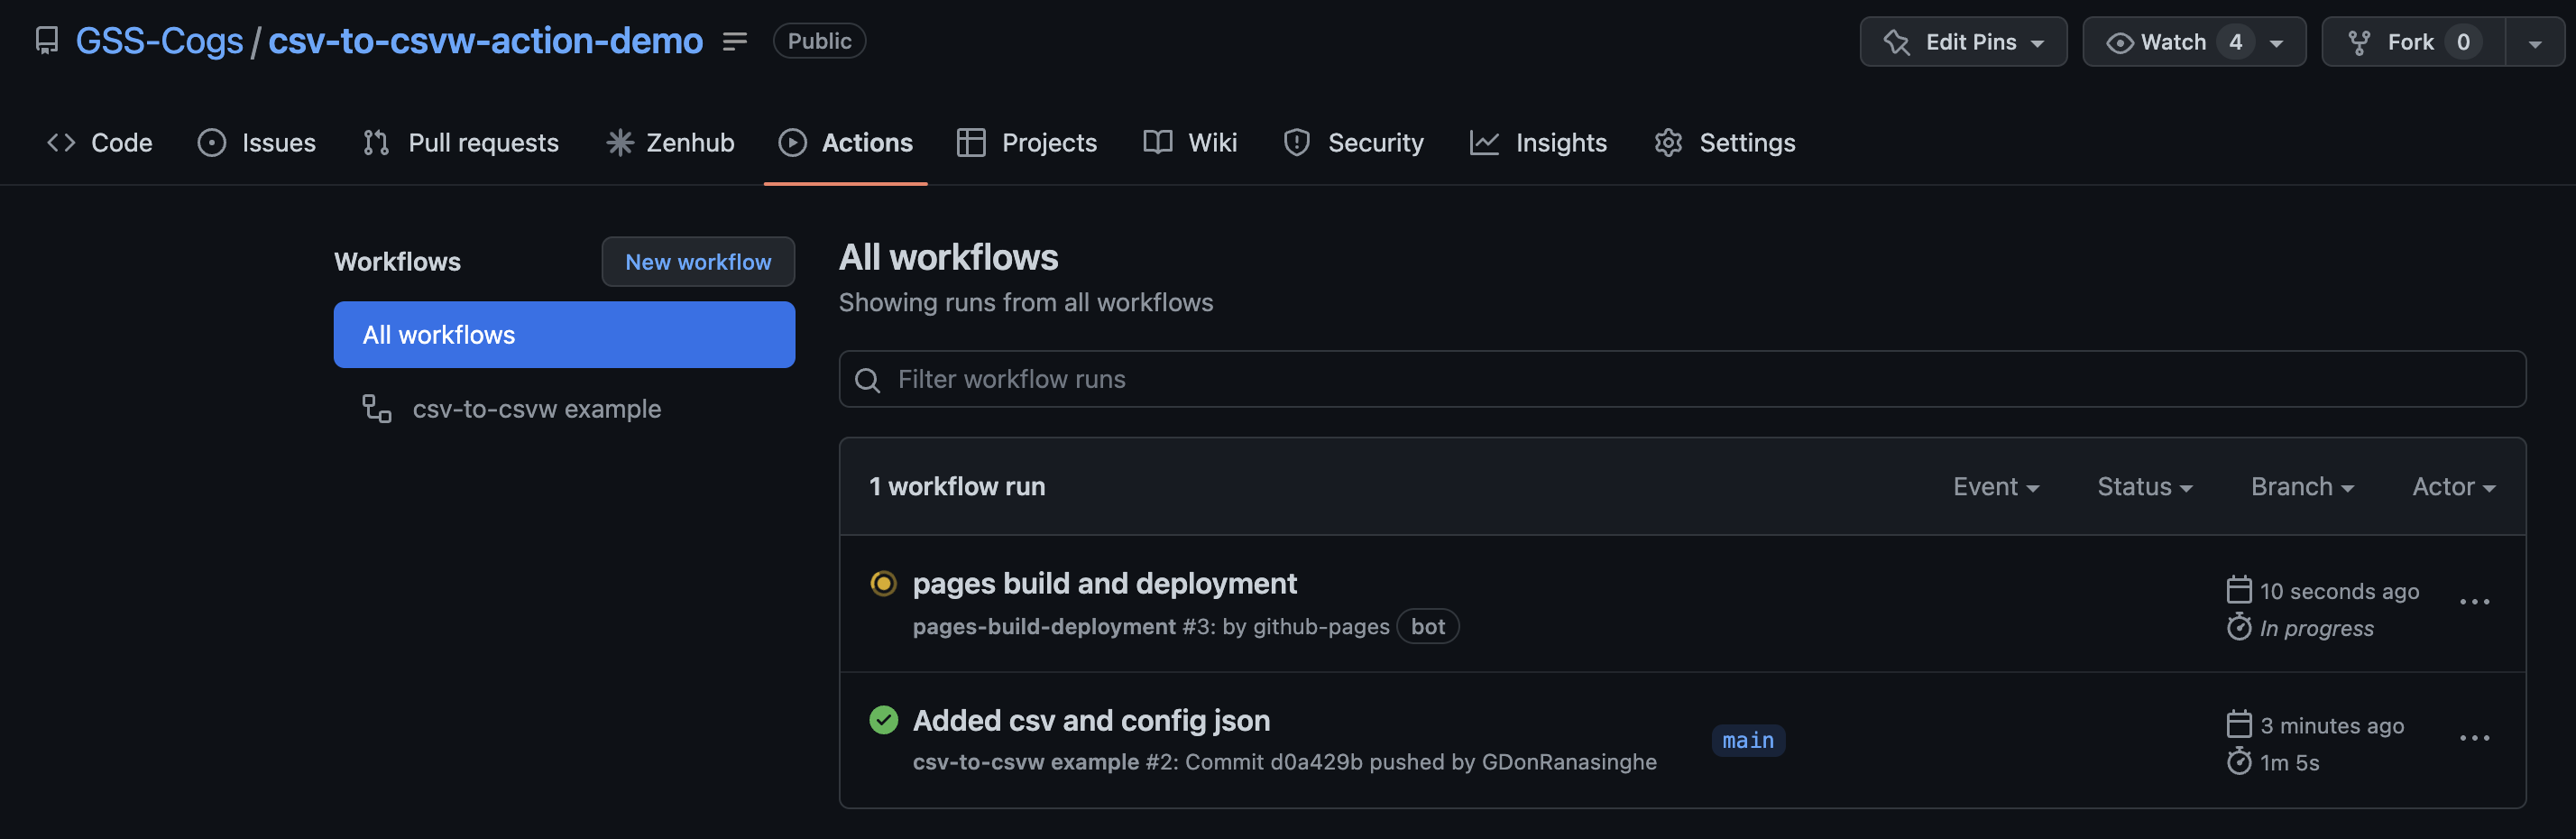 GSS-Cogs / csv-to-csvw-action-demo Public Edit Pins Watch 4 Fork 0
Code Issues Pull requests Zenhub Actions Projects Wiki Security Insights Settings
Workflows New workflow
All workflows
csv-to-csvw example
All workflows
Showing runs from all workflows
Filter workflow runs
1 workflow run Event Status Branch Actor
pages build and deployment
pages-build-deployment #3: by github-pages bot
10 seconds ago
In progress
Added csv and config json
csv-to-csvw example #2: Commit d0a429b pushed by GDonRanasinghe
main
3 minutes ago
1m 5s